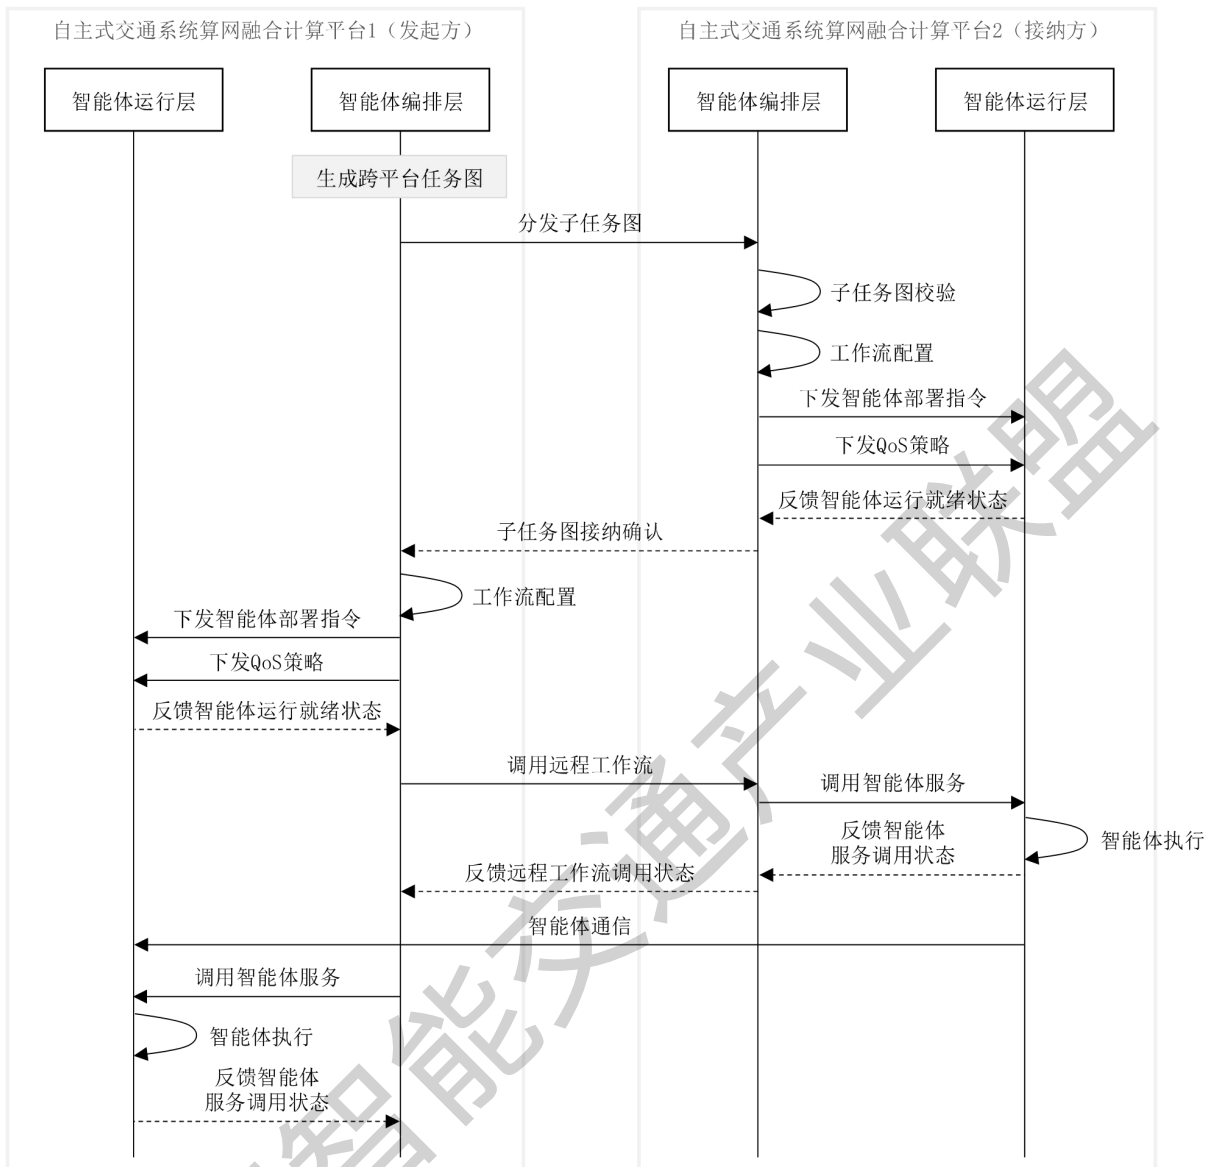 自主式交通系统算网融合计算平台1（发起方）
自主式交通系统算网融合计算平台2（接纳方）
智能体运行层
智能体编排层
智能体编排层
智能体运行层
生成跨平台任务图
分发子任务图
子任务图校验
工作流配置
下发智能体部署指令
下发QoS策略
反馈智能体运行就绪状态
子任务图接纳确认
工作流配置
下发智能体部署指令
下发QoS策略
反馈智能体运行就绪状态
调用远程工作流
调用智能体服务
反馈智能体
服务调用状态
智能体执行
反馈远程工作流调用状态
智能体通信
调用智能体服务
智能体执行
反馈智能体
服务调用状态
智能交通产业联盟